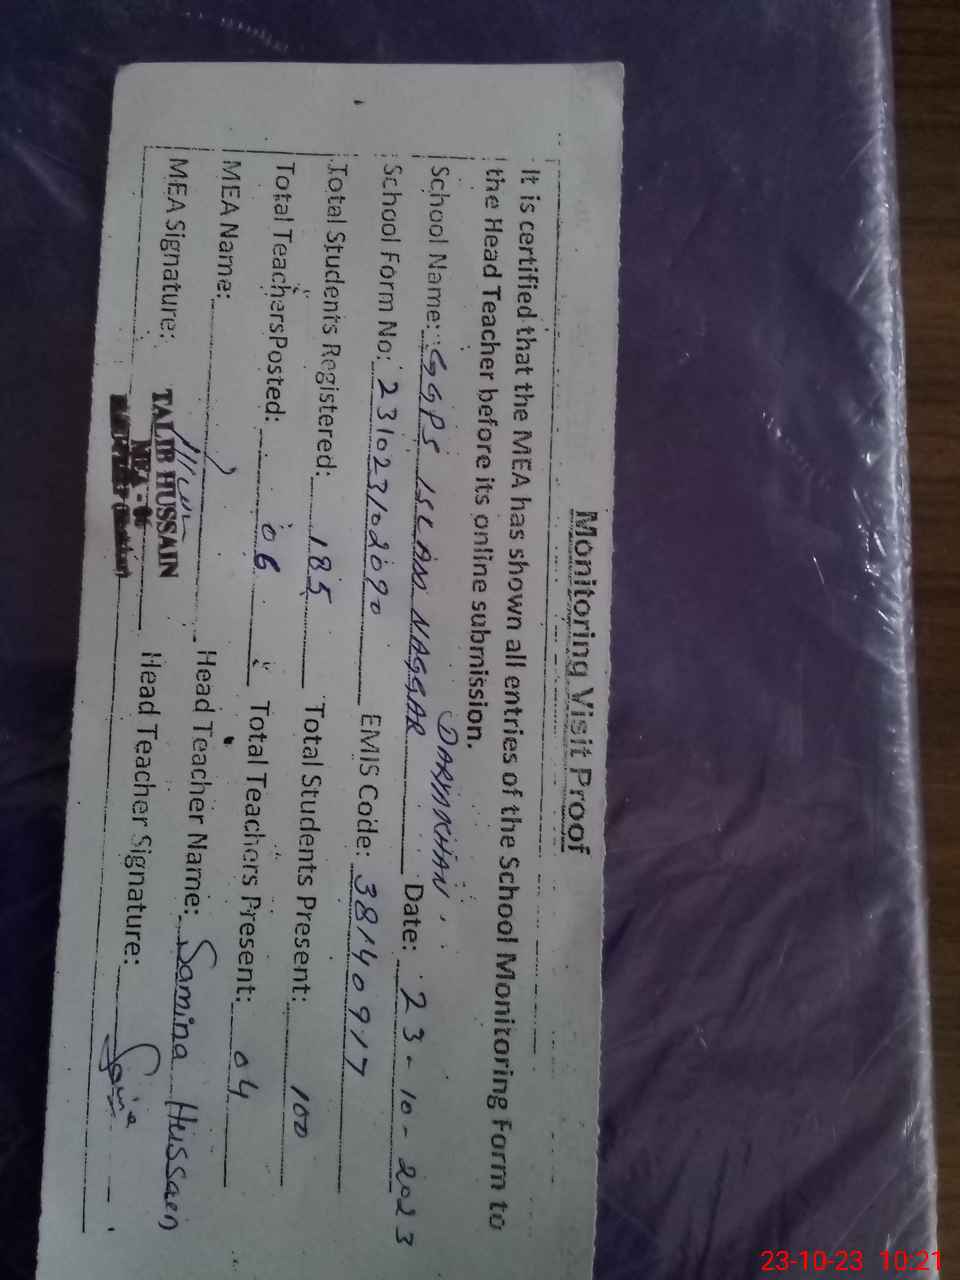 Monitoring Visit Proof
It is certified that the MEA has shown all entries of the School Monitoring Form to
the Head Teacher before its online submission.
DARYAKHAN
School Name: GGPS ISLAM NAGGAR Date: 23-10-2023
School Form No: 231023102090 EMIS Code: 38140917
Total Students Registered: 185 Total Students Present: 100
Total Teachers Posted: 06 Total Teachers Present: 04
MEA Name: Head Teacher Name: Samina Hussaen
MEA Signature: Head Teacher Signature:
TALIB HUSSAIN
MEA -
23-10-23 10:21